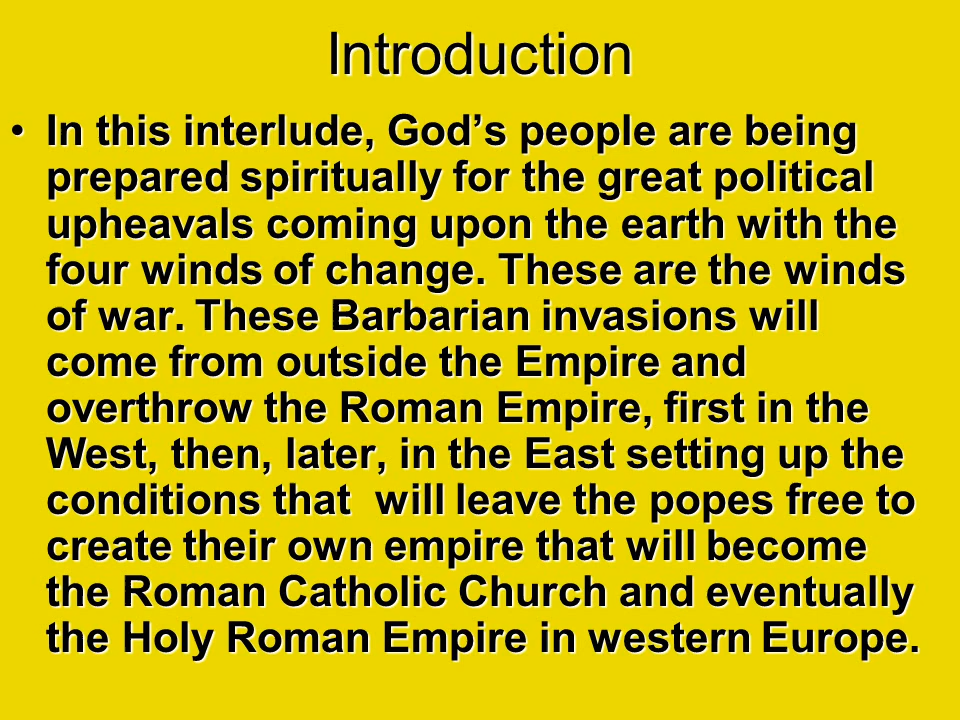 Introduction
• In this interlude, God’s people are being
prepared spiritually for the great political
upheavals coming upon the earth with the
four winds of change. These are the winds
of war. These Barbarian invasions will
come from outside the Empire and
overthrow the Roman Empire, first in the
West, then, later, in the East setting up the
conditions that  will leave the popes free to
create their own empire that will become
the Roman Catholic Church and eventually
the Holy Roman Empire in western Europe.